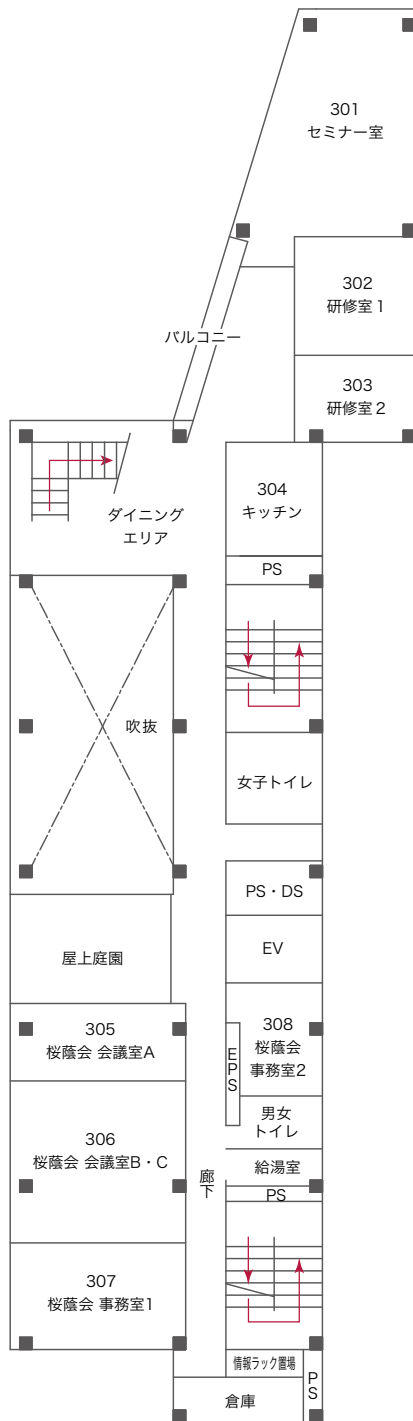 301
セミナー室
302
研修室1
バルコニー
303
研修室2
304
キッチン
ダイニング
エリア
PS
吹抜
女子トイレ
PS・DS
EV
屋上庭園
305
桜蔭会 会議室A
308
桜蔭会
事務室2
EPS
男女
トイレ
306
桜蔭会 会議室B・C
給湯室
廊下
PS
307
桜蔭会 事務室1
情報ラック置場
倉庫
PS